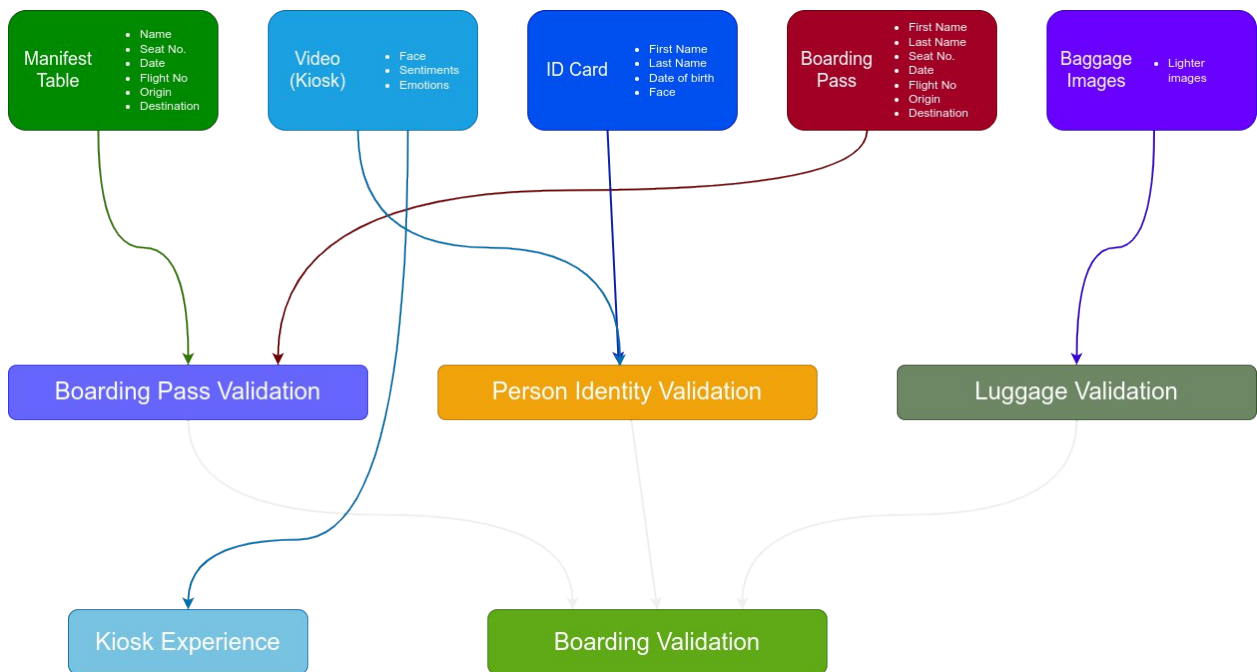 Manifest
Table
Name
Seat No.
Date
Flight No
Origin
Destination
Video
(Kiosk)
Face
Sentiments
Emotions
ID Card
First Name
Last Name
Date of birth
Face
Boarding
Pass
First Name
Last Name
Seat No.
Date
Flight No
Origin
Destination
Baggage
Images
Lighter
images
Boarding Pass Validation
Person Identity Validation
Luggage Validation
Kiosk Experience
Boarding Validation